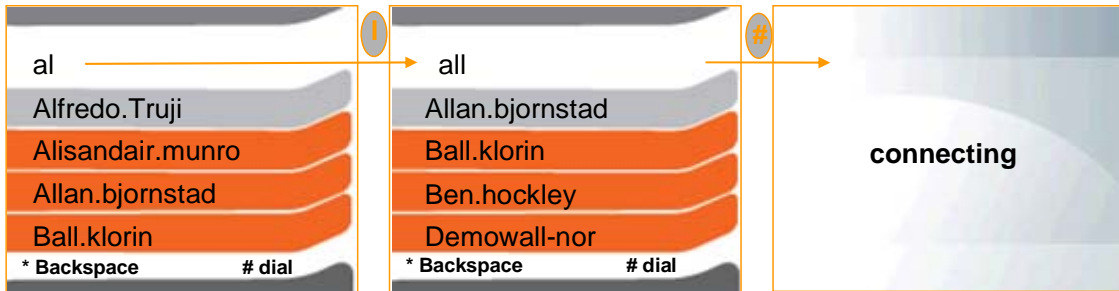 al
Alfredo.Truji
Alisandair.munro
Allan.bjornstad
Ball.klorin
* Backspace # dial
l
all
Allan.bjornstad
Ball.klorin
Ben.hockley
Demowall-nor
* Backspace # dial
#
connecting